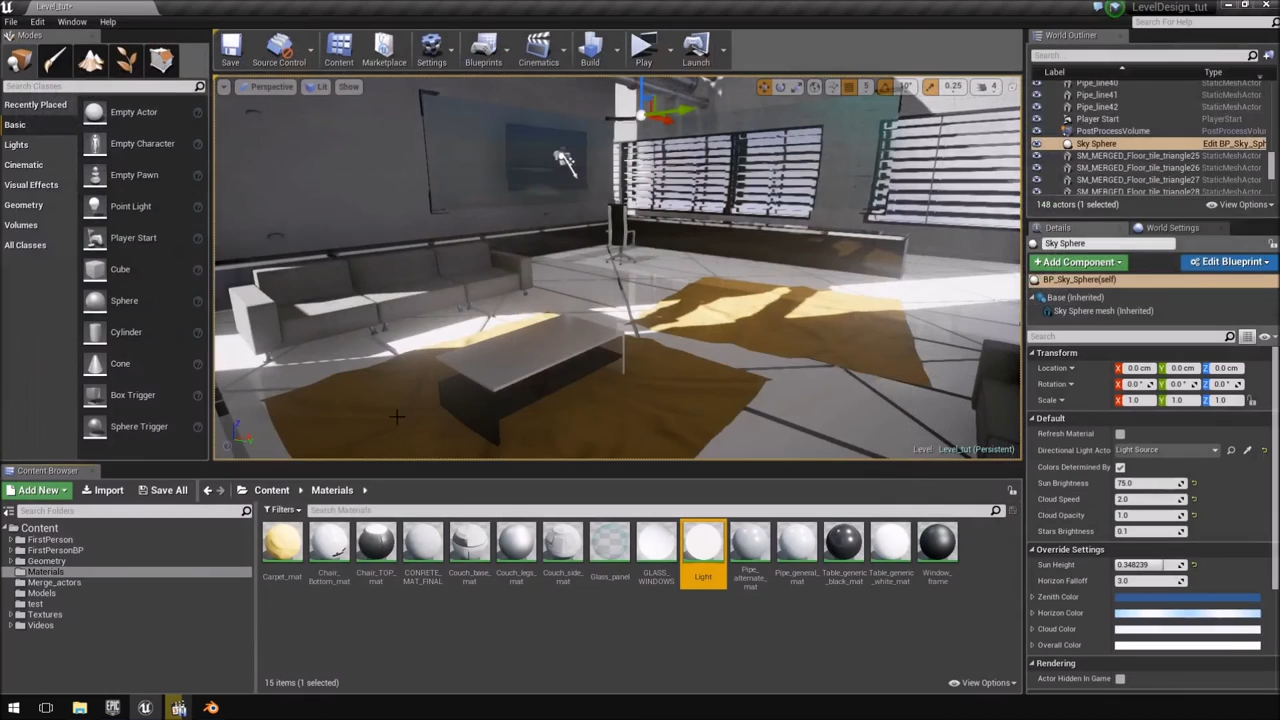 Level_tut*
LevelDesign_tut
File Edit Window Help
Search For Help
Modes
Search Classes
Recently Placed
Basic
Lights
Cinematic
Visual Effects
Geometry
Volumes
All Classes
Empty Actor
Empty Character
Empty Pawn
Point Light
Player Start
Cube
Sphere
Cylinder
Cone
Box Trigger
Sphere Trigger
Save Source Control Content Marketplace Settings Blueprints Cinematics Build Play Launch
Perspective Lit Show
5 10° 0.25 4
Level: Level_tut (Persistent)
World Outliner
Search...
Label Type
Pipe_line40 StaticMeshActor
Pipe_line41 StaticMeshActor
Pipe_line42 StaticMeshActor
Player Start PlayerStart
PostProcessVolume PostProcessVolu
Sky Sphere Edit BP_Sky_Sph
SM_MERGED_Floor_tile_triangle25 StaticMeshActor
SM_MERGED_Floor_tile_triangle26 StaticMeshActor
SM_MERGED_Floor_tile_triangle27 StaticMeshActor
SM_MERGED_Floor_tile_triangle28 StaticMeshActor
148 actors (1 selected) View Options
Details World Settings
Sky Sphere
+ Add Component Edit Blueprint
BP_Sky_Sphere(self)
Base (Inherited)
Sky Sphere mesh (Inherited)
Search
Transform
Location X 0.0 cm Y 0.0 cm Z 0.0 cm
Rotation X 0.0 ° Y 0.0 ° Z 0.0 °
Scale X 1.0 Y 1.0 Z 1.0
Default
Refresh Material
Directional Light Acto Light Source
Colors Determined By
Sun Brightness 75.0
Cloud Speed 2.0
Cloud Opacity 1.0
Stars Brightness 0.1
Override Settings
Sun Height 0.348239
Horizon Falloff 3.0
Zenith Color
Horizon Color
Cloud Color
Overall Color
Rendering
Actor Hidden In Game
Content Browser
Add New Import Save All Content Materials
Search Folders
Filters Search Materials
Content
FirstPerson
FirstPersonBP
Geometry
Materials
Merge_actors
Models
test
Textures
Videos
Carpet_mat
Chair_Bottom_mat
Chair_TOP_mat
CONRETE_MAT_FINAL
Couch_base_mat
Couch_legs_mat
Couch_side_mat
Glass_panel
GLASS_WINDOWS
Light
Pipe_alternate_mat
Pipe_general_mat
Table_generic_black_mat
Table_generic_white_mat
Window_frame
15 items (1 selected) View Options